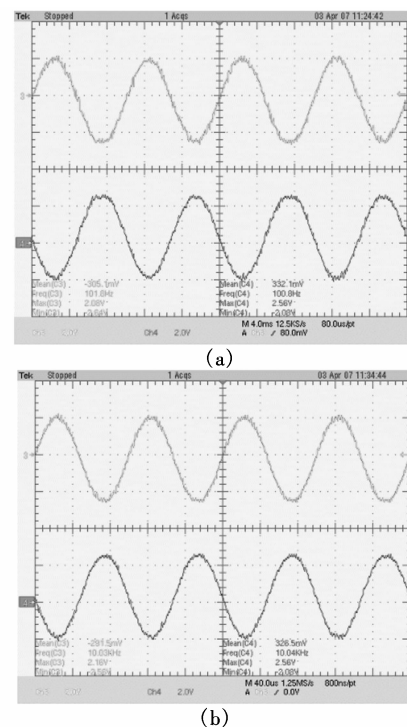 Tek Stopped 1 Acqs 03 Apr 07 11:24:42
3
Mean(C3) -305.1mV Mean(C4) 332.1mV
Freq(C3) 101.6Hz Freq(C4) 100.8Hz
Max(C3) 2.08V Max(C4) 2.56V
Min(C4) -2.08V
M 4.0ms 12.5KS/s 80.0us/pt
Ch4 2.0V A 80.0mV
(a)
Tek Stopped 1 Acqs 03 Apr 07 11:34:44
3
Mean(C3) Mean(C4) 326.5mV
Freq(C3) 10.03KHz Freq(C4) 10.04KHz
Max(C3) 2.16V Max(C4) 2.56V
Min(C4) -2.08V
M 40.0us 1.25MS/s 800ns/pt
Ch4 2.0V A 0.0V
(b)